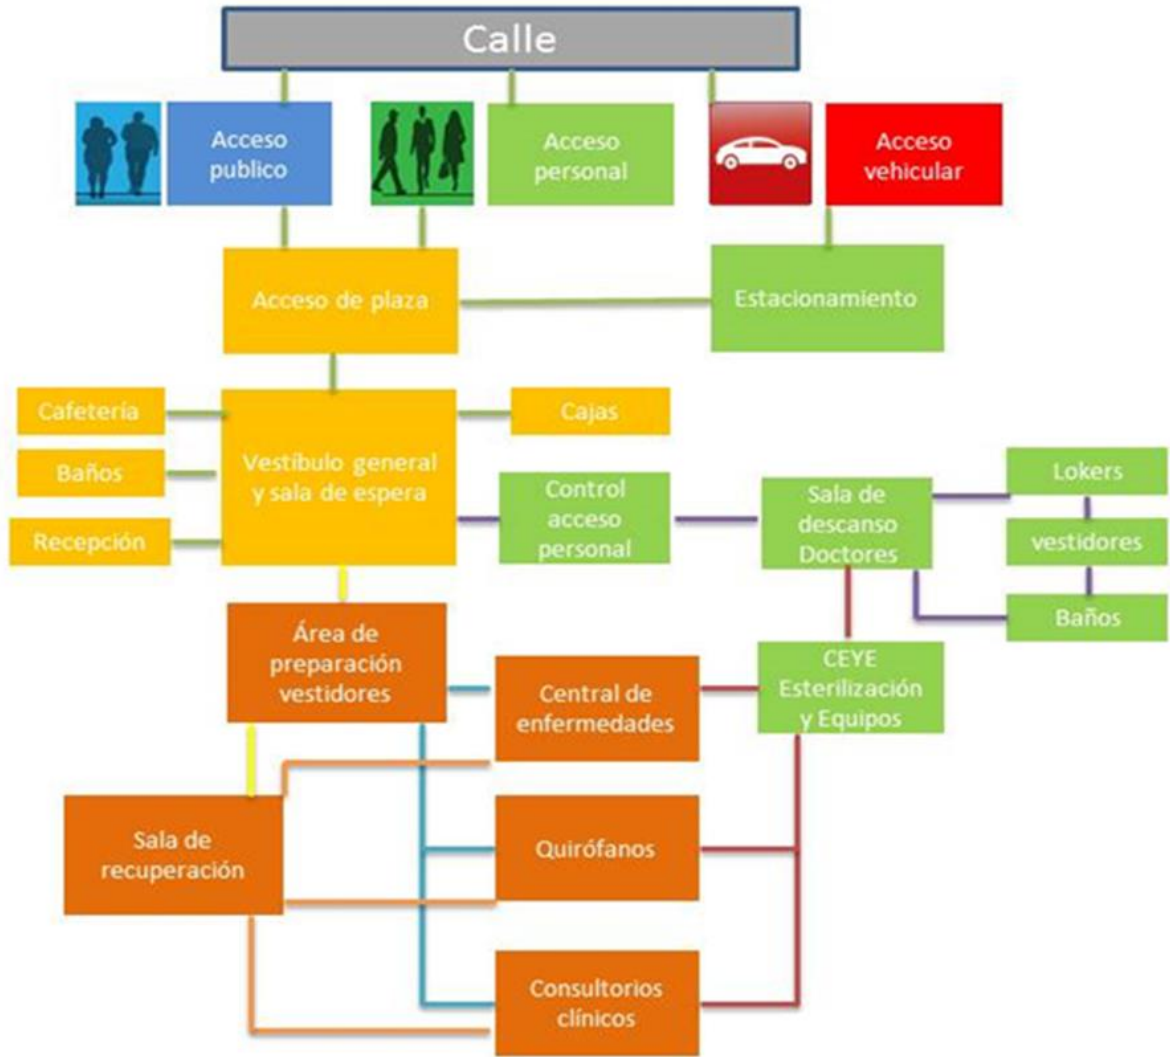 Calle
Acceso
publico
Acceso
personal
Acceso
vehicular
Acceso de plaza
Estacionamiento
Cafetería
Cajas
Baños
Vestíbulo general
y sala de espera
Recepción
Control
acceso
personal
Sala de
descanso
Doctores
Lokers
vestidores
Baños
Área de
preparación
vestidores
Central de
enfermedades
CEYE
Esterilización
y Equipos
Sala de
recuperación
Quirófanos
Consultorios
clínicos